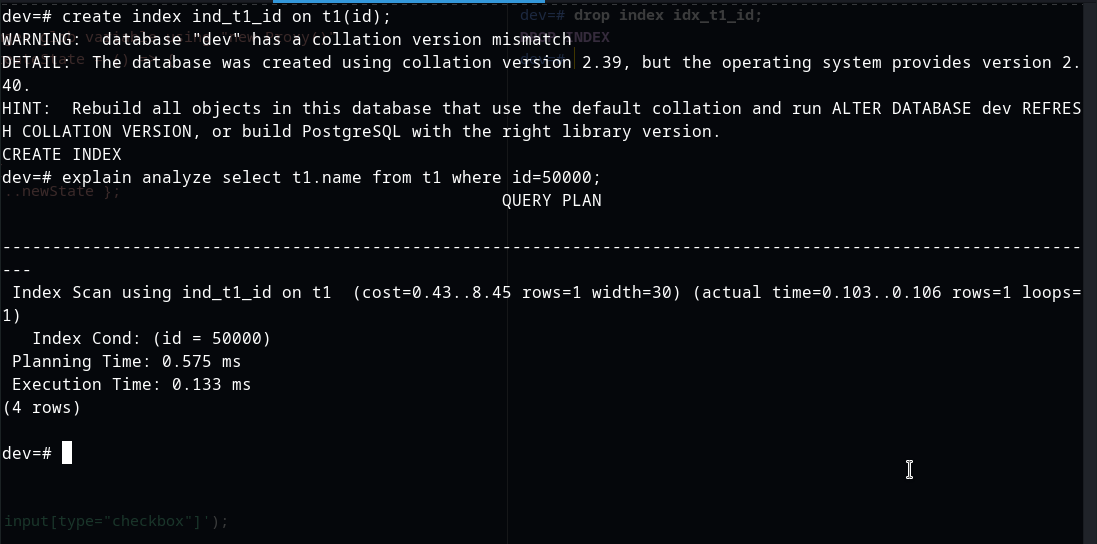 dev=# create index ind_t1_id on t1(id);
dev=# drop index idx_t1_id;
WARNING:  database "dev" has a collation version mismatch
DROP INDEX
DETAIL:  The database was created using collation version 2.39, but the operating system provides version 2.
40.
HINT:  Rebuild all objects in this database that use the default collation and run ALTER DATABASE dev REFRES
H COLLATION VERSION, or build PostgreSQL with the right library version.
CREATE INDEX
dev=# explain analyze select t1.name from t1 where id=50000;
..newState };
QUERY PLAN
------------------------------------------------------------------------------------------------------------
---
 Index Scan using ind_t1_id on t1  (cost=0.43..8.45 rows=1 width=30) (actual time=0.103..0.106 rows=1 loops=
1)
   Index Cond: (id = 50000)
 Planning Time: 0.575 ms
 Execution Time: 0.133 ms
(4 rows)
dev=#
input[type="checkbox"]');